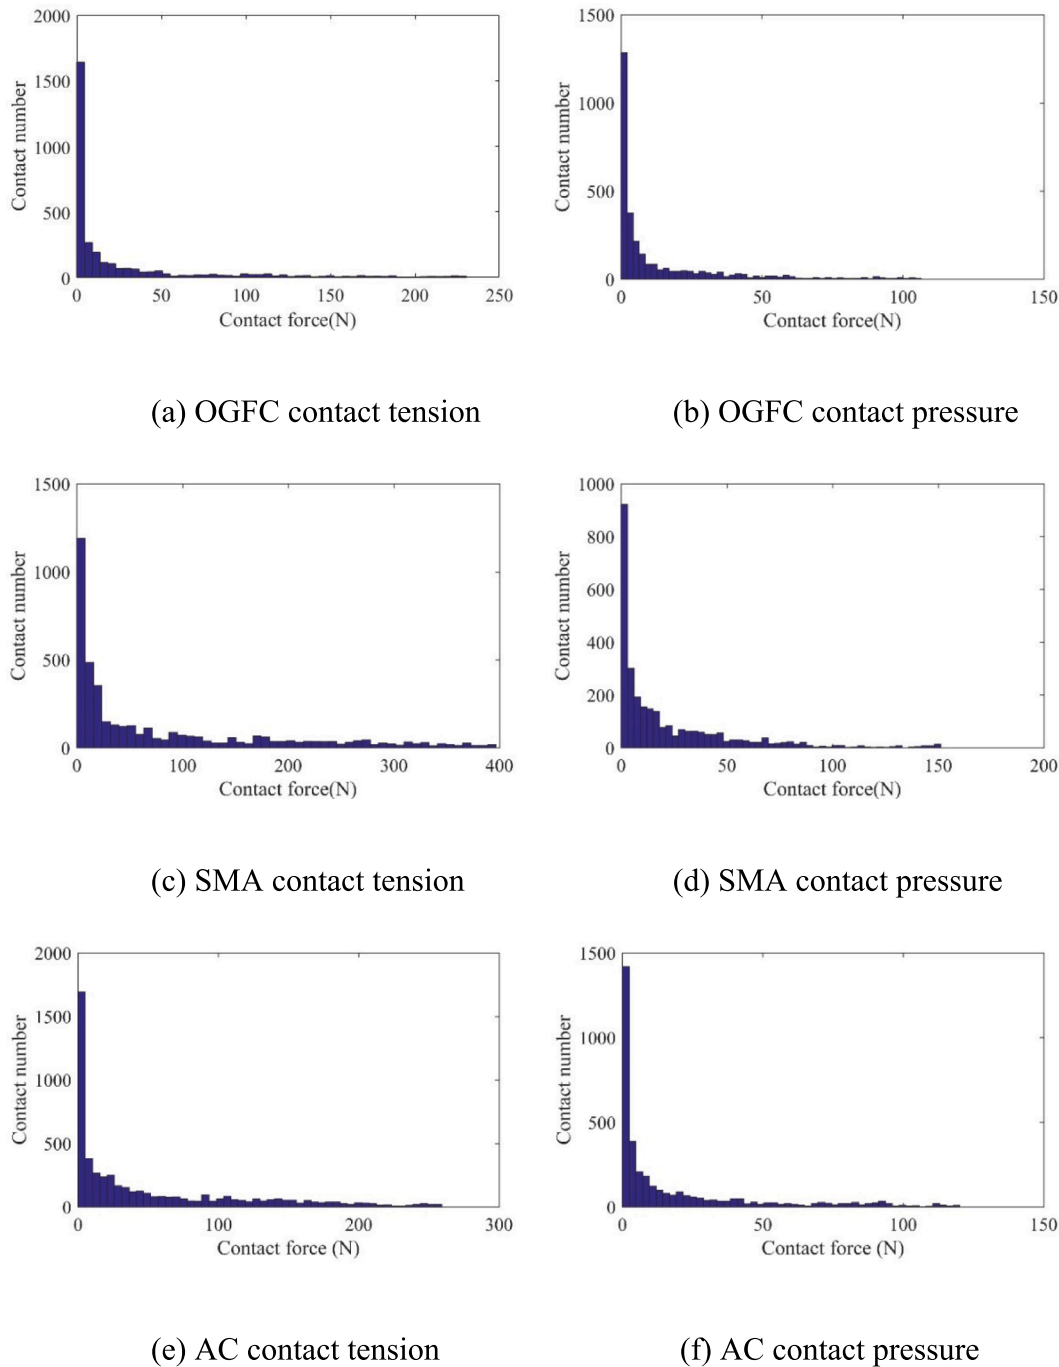 2000
1500
1000
500
0
0 50 100 150 200 250
Contact number
Contact force(N)
1500
1000
500
0
0 50 100 150
Contact number
Contact force(N)
(a) OGFC contact tension
(b) OGFC contact pressure
1500
1000
500
0
0 100 200 300 400
Contact number
Contact force(N)
1000
800
600
400
200
0
0 50 100 150 200
Contact number
Contact force(N)
(c) SMA contact tension
(d) SMA contact pressure
2000
1500
1000
500
0
0 100 200 300
Contact number
Contact force (N)
1500
1000
500
0
0 50 100 150
Contact number
Contact force (N)
(e) AC contact tension
(f) AC contact pressure